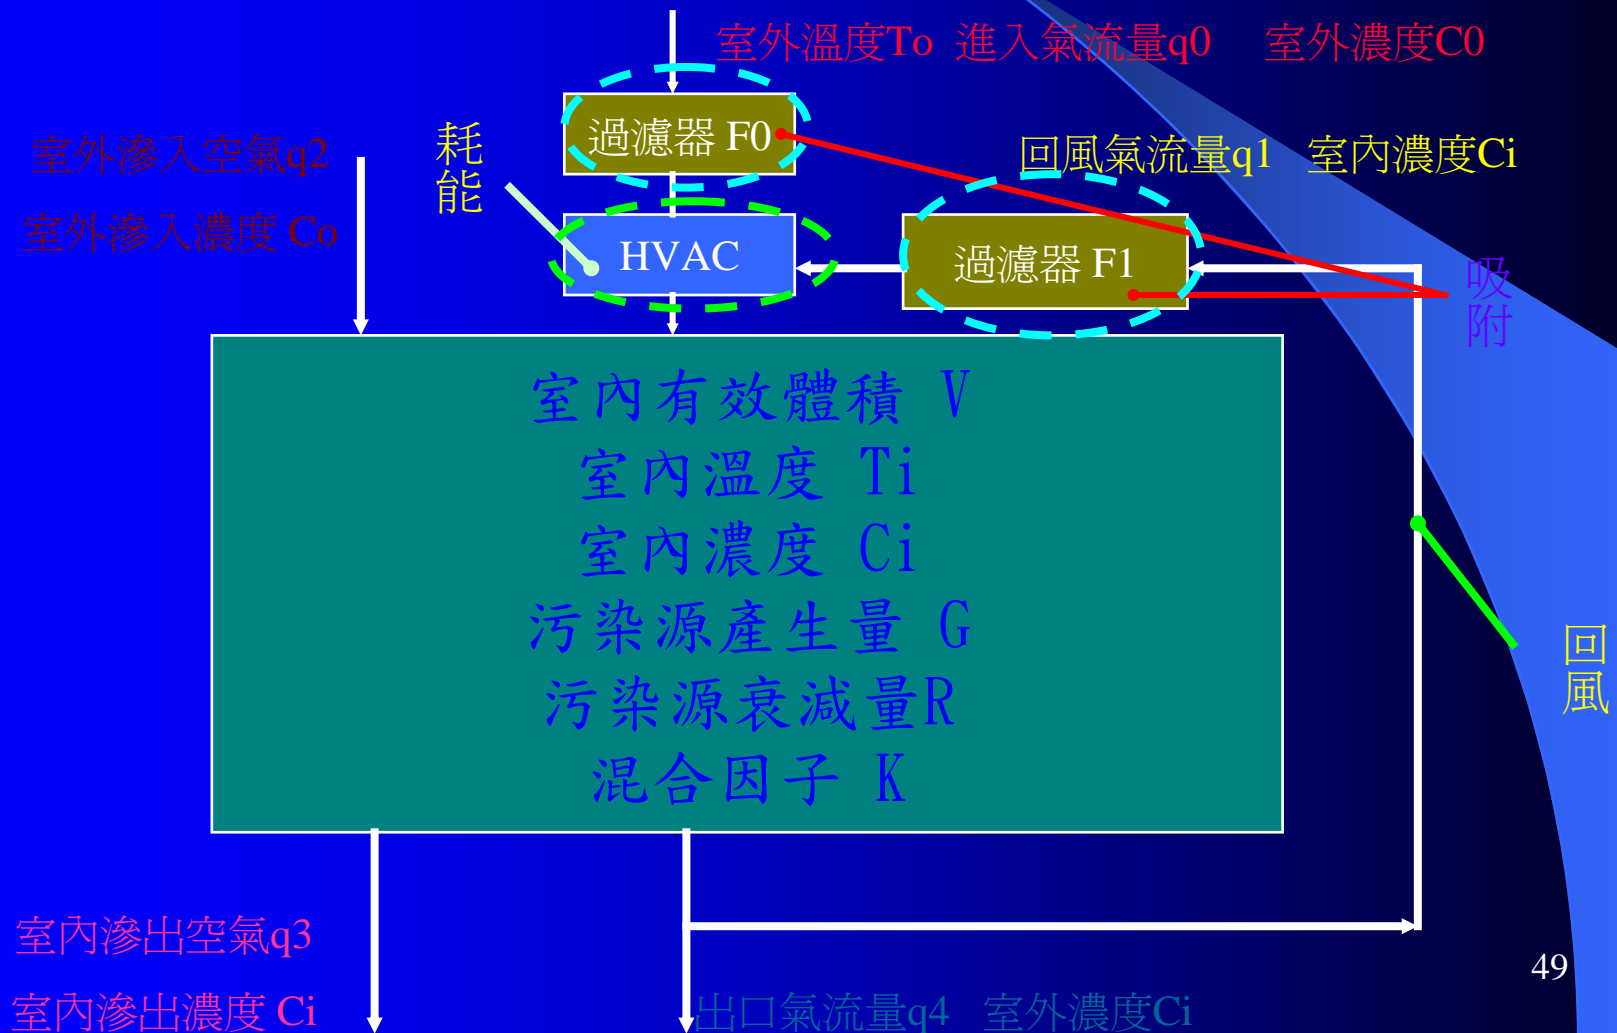 室外溫度To 進入氣流量q0 室外濃度C0
過濾器 F0
耗能
室外滲入空氣q2
回風氣流量q1 室內濃度Ci
室外滲入濃度 Co
HVAC
過濾器 F1
吸附
室內有效體積 V
室內溫度 Ti
室內濃度 Ci
污染源產生量 G
污染源衰減量R
混合因子 K
回風
室內滲出空氣q3
49
室內滲出濃度 Ci
出口氣流量q4 室外濃度Ci